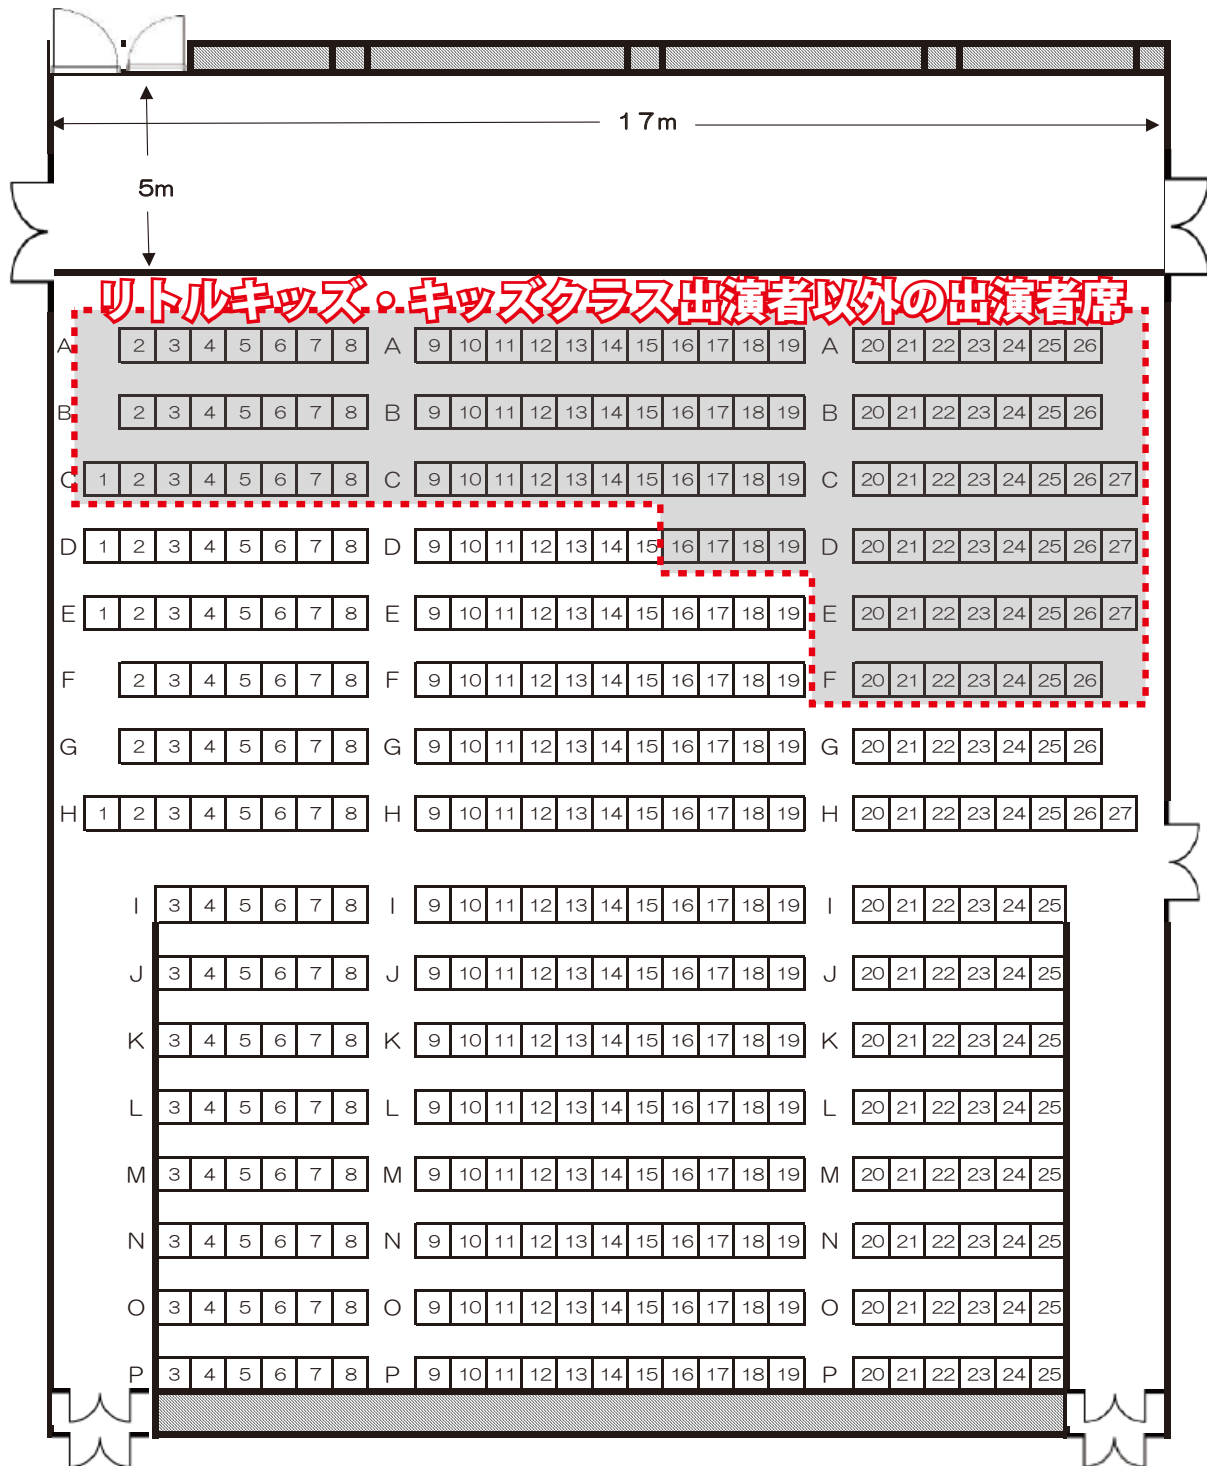 17m
5m
リトルキッズ・キッズクラス出演者以外の出演者席
A 2 3 4 5 6 7 8 A 9 10 11 12 13 14 15 16 17 18 19 A 20 21 22 23 24 25 26
B 2 3 4 5 6 7 8 B 9 10 11 12 13 14 15 16 17 18 19 B 20 21 22 23 24 25 26
C 1 2 3 4 5 6 7 8 C 9 10 11 12 13 14 15 16 17 18 19 C 20 21 22 23 24 25 26 27
D 1 2 3 4 5 6 7 8 D 9 10 11 12 13 14 15 16 17 18 19 D 20 21 22 23 24 25 26 27
E 1 2 3 4 5 6 7 8 E 9 10 11 12 13 14 15 16 17 18 19 E 20 21 22 23 24 25 26 27
F 2 3 4 5 6 7 8 F 9 10 11 12 13 14 15 16 17 18 19 F 20 21 22 23 24 25 26
G 2 3 4 5 6 7 8 G 9 10 11 12 13 14 15 16 17 18 19 G 20 21 22 23 24 25 26
H 1 2 3 4 5 6 7 8 H 9 10 11 12 13 14 15 16 17 18 19 H 20 21 22 23 24 25 26 27
I 3 4 5 6 7 8 I 9 10 11 12 13 14 15 16 17 18 19 I 20 21 22 23 24 25
J 3 4 5 6 7 8 J 9 10 11 12 13 14 15 16 17 18 19 J 20 21 22 23 24 25
K 3 4 5 6 7 8 K 9 10 11 12 13 14 15 16 17 18 19 K 20 21 22 23 24 25
L 3 4 5 6 7 8 L 9 10 11 12 13 14 15 16 17 18 19 L 20 21 22 23 24 25
M 3 4 5 6 7 8 M 9 10 11 12 13 14 15 16 17 18 19 M 20 21 22 23 24 25
N 3 4 5 6 7 8 N 9 10 11 12 13 14 15 16 17 18 19 N 20 21 22 23 24 25
O 3 4 5 6 7 8 O 9 10 11 12 13 14 15 16 17 18 19 O 20 21 22 23 24 25
P 3 4 5 6 7 8 P 9 10 11 12 13 14 15 16 17 18 19 P 20 21 22 23 24 25